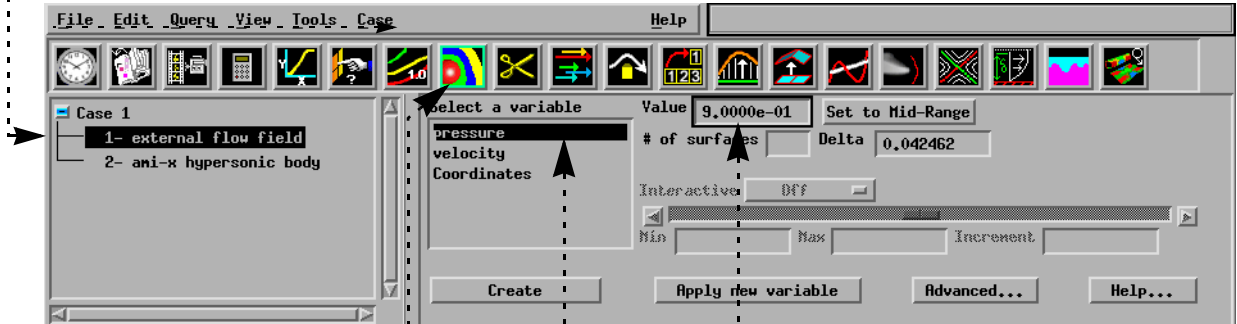 File Edit Query View Tools Case Help
?
1.0
1
123
Y
X
Case 1
1- external flow field
2- ami-x hypersonic body
Select a variable
pressure
velocity
Coordinates
Value 9.0000e-01 Set to Mid-Range
# of surfaces Delta 0.042462
Interactive Off
Min Max Increment
Create Apply new variable Advanced... Help...